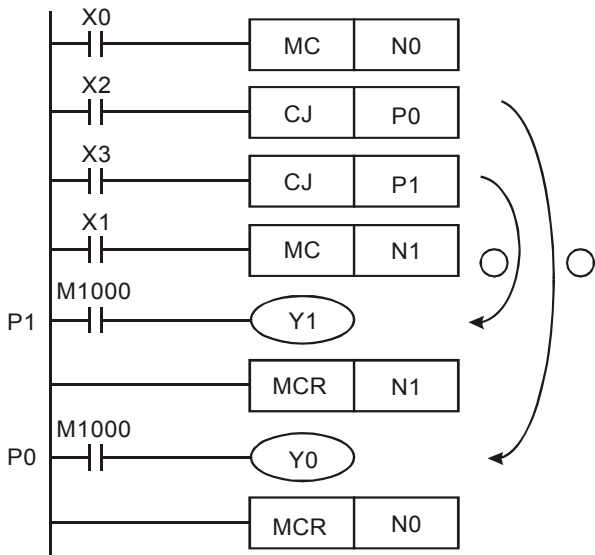 X0
MC N0
X2
CJ P0
X3
CJ P1
X1
MC N1
M1000
P1 Y1
MCR N1
M1000
P0 Y0
MCR N0